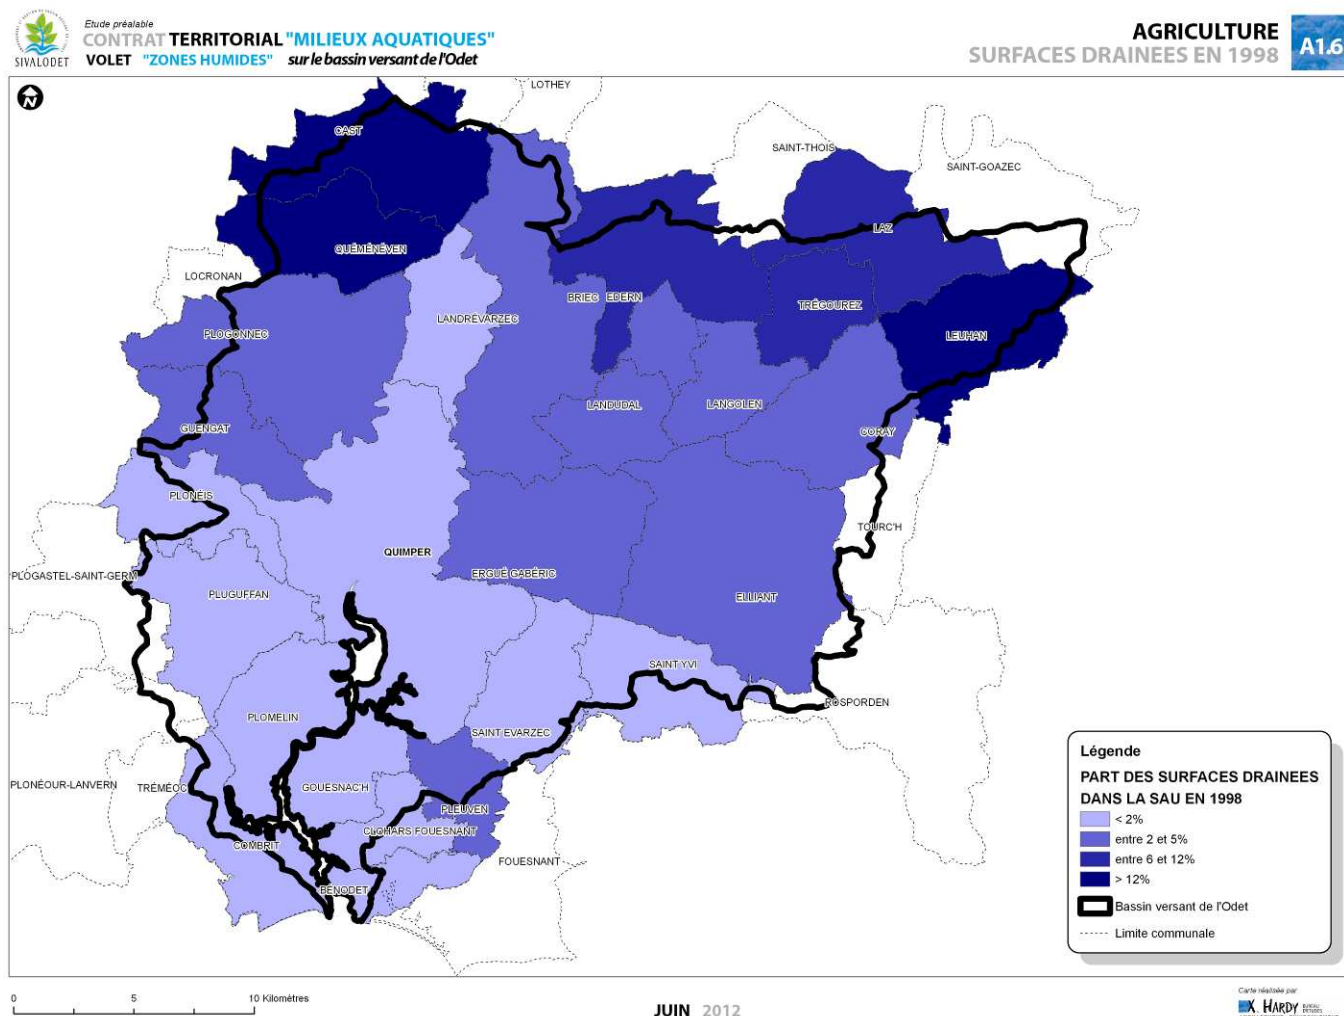 Etude préalable
CONTRAT TERRITORIAL "MILIEUX AQUATIQUES"
VOLET "ZONES HUMIDES" sur le bassin versant de l'Odet
SIVALODET
AGRICULTURE
SURFACES DRAINEES EN 1998
A1.6
N
LOTHEY
CAST
SAINT-THOIS
SAINT-GOAZEC
LAZ
QUÉMÉNÉVEN
LOCRONAN
BRIEC
EDERN
TRÉGOUREZ
LANDRÉVARZEC
PLOGONNEC
LEUHAN
LANDUDAL
LANGOLEN
GUENGAT
CORAY
PLONÉIS
TOURC'H
QUIMPER
ERGUÉ GABÉRIC
PLOGASTEL-SAINT-GERM
PLUGUFFAN
ELLIANT
SAINT YVI
ROSPORDEN
PLOMELIN
SAINT EVARZEC
PLONÉOUR-LANVERN
TRÉMÉOC
GOUESNAC'H
PLEUVEN
CLOHARS FOUESNANT
COMBRIT
FOUESNANT
BENODET
Légende
PART DES SURFACES DRAINEES
DANS LA SAU EN 1998
< 2%
entre 2 et 5%
entre 6 et 12%
> 12%
Bassin versant de l'Odet
Limite communale
0 5 10 Kilomètres
JUIN 2012
Carte réalisée par
X. HARDY